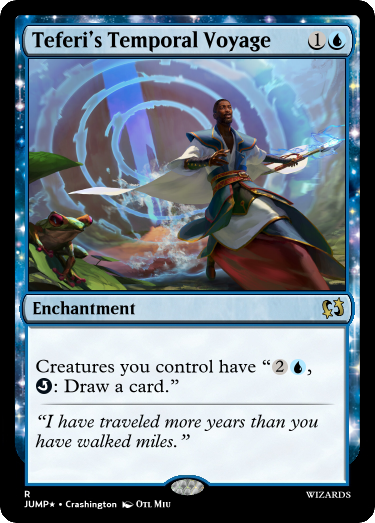 Teferi's Temporal Voyage 1
Enchantment
Creatures you control have “2,
: Draw a card.”
“I have traveled more years than you
have walked miles.”
R WIZARDS
JUMP★ • Crashington Otl Miu